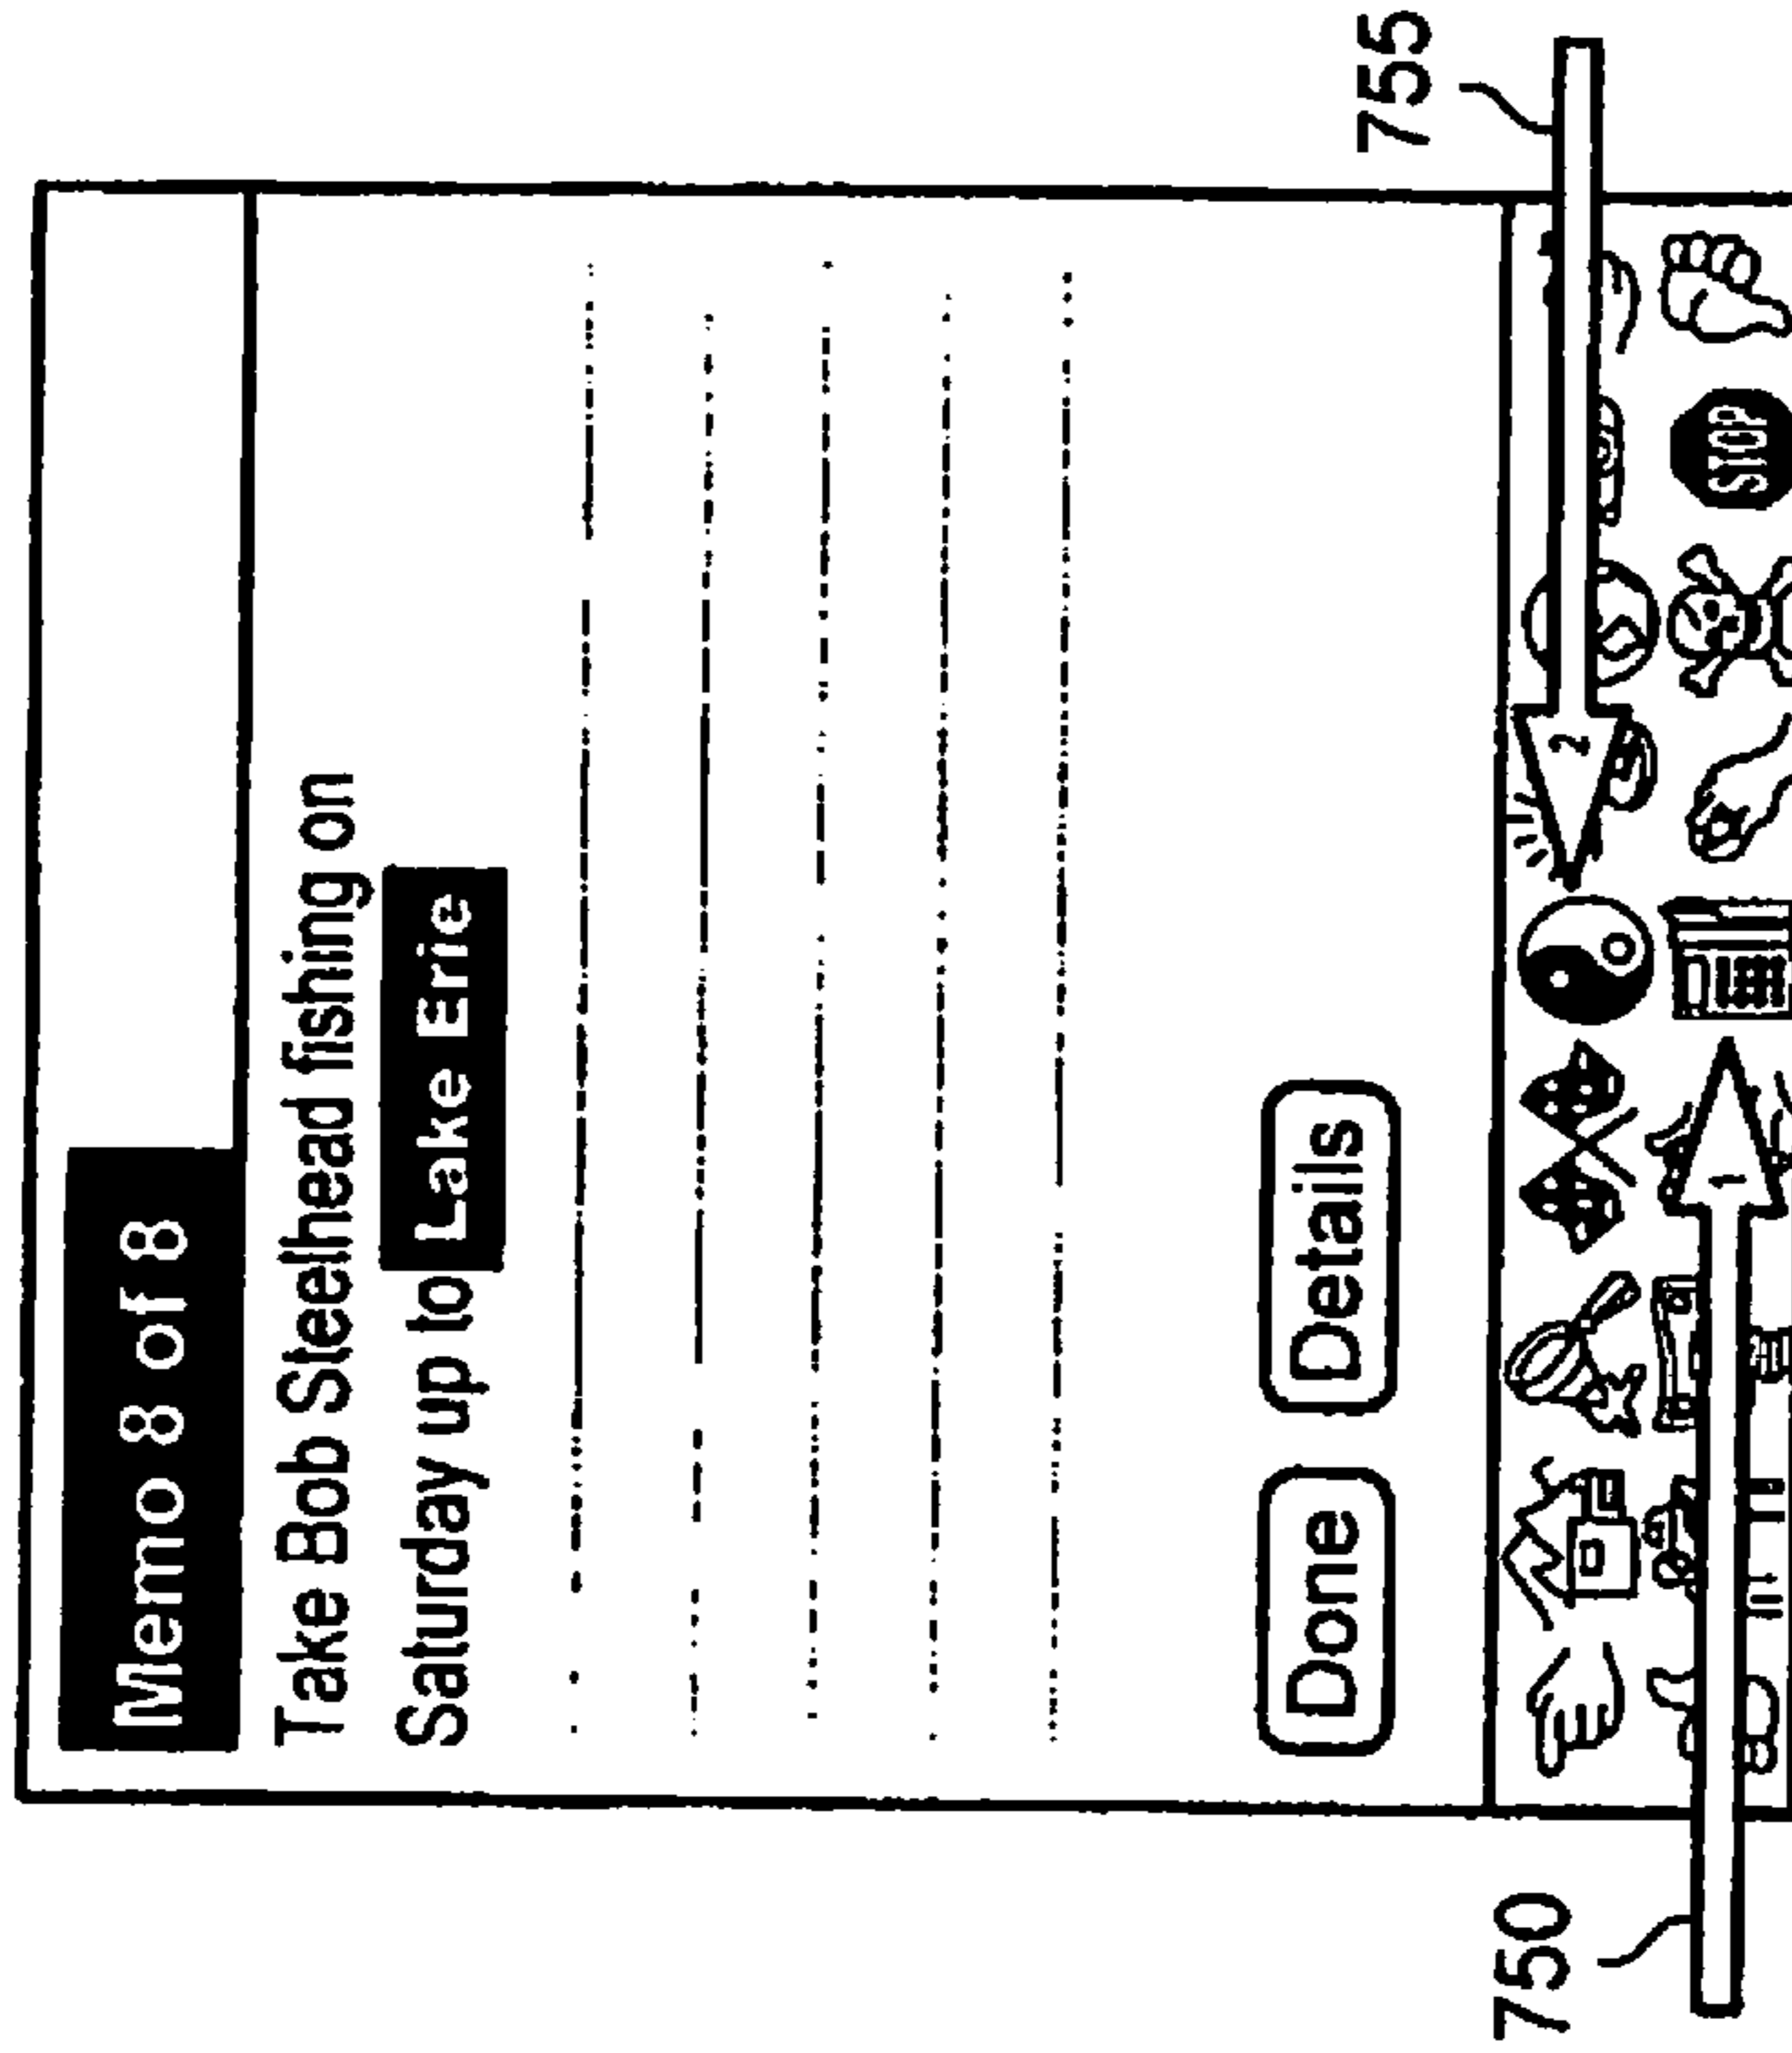 Memo 8 of 8
Take Bob Steelhead fishing on
Saturday up to Lake Erie
Done Details
755
750
2
1
STOP